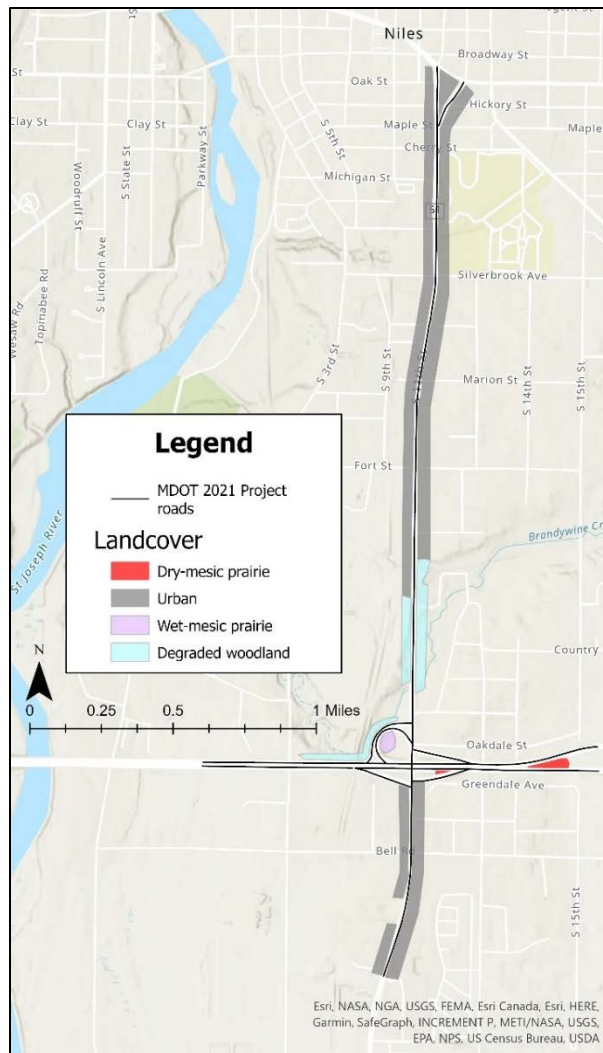 Niles
Broadway St
Oak St
St
Hickory St
Maple St
Maple
Cherry St
Clay St
Clay St
S 5th St
Parkway St
S State St
Woodruff St
Michigan St
51
S Lincoln Ave
Silverbrook Ave
Topinabee Rd
Wesaw Rd
S 3rd St
S 9th St
S 11th St
Marion St
S 14th St
S 15th St
Legend
MDOT 2021 Project
roads
Landcover
Dry-mesic prairie
Urban
Wet-mesic prairie
Degraded woodland
Fort St
St Joseph River
Brandywine Cr
Country
N
0 0.25 0.5 1 Miles
Oakdale St
Greendale Ave
Bell Rd
S 15th St
Esri, NASA, NGA, USGS, FEMA, Esri Canada, Esri, HERE,
Garmin, SafeGraph, INCREMENT P, METI/NASA, USGS,
EPA, NPS, US Census Bureau, USDA